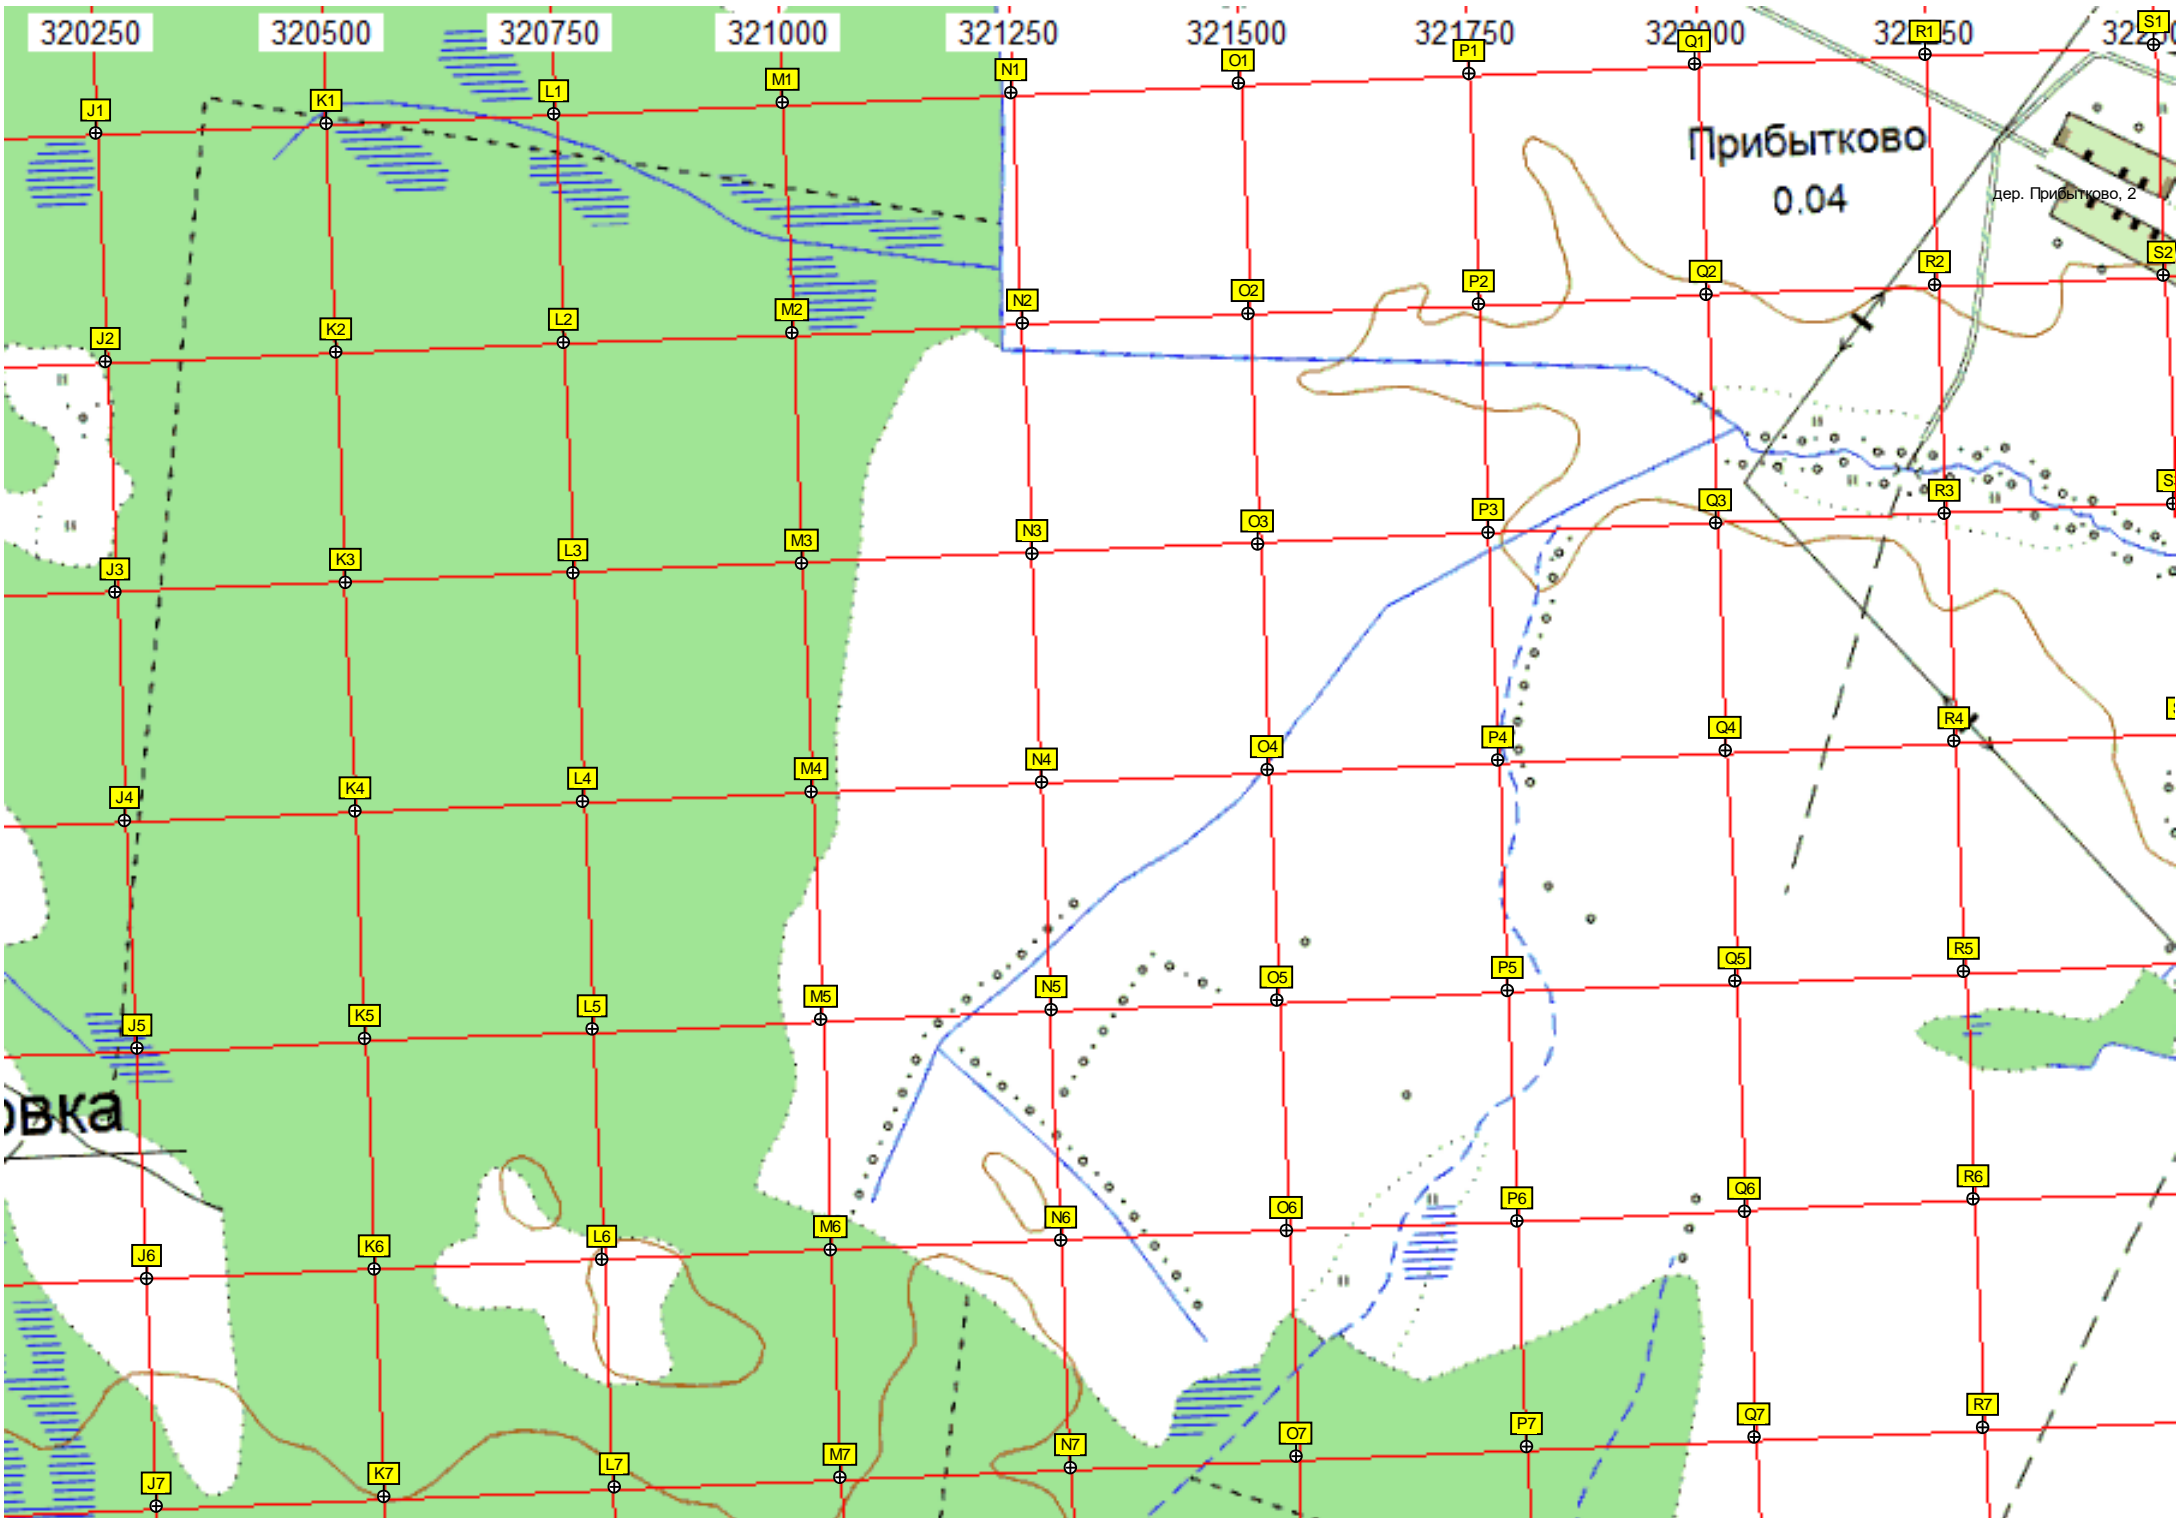 320250 320500 320750 321000 321250 321500 321750
J1 K1 L1 M1 N1 O1 P1 Q1 R1 S1
Прибытково
0.04
дер. Прибытково, 2
J2 K2 L2 M2 N2 O2 P2 Q2 R2 S2
J3 K3 L3 M3 N3 O3 P3 Q3 R3
J4 K4 L4 M4 N4 O4 P4 Q4 R4
J5 K5 L5 M5 N5 O5 P5 Q5 R5
овка
J6 K6 L6 M6 N6 O6 P6 Q6 R6
J7 K7 L7 M7 N7 O7 P7 Q7 R7